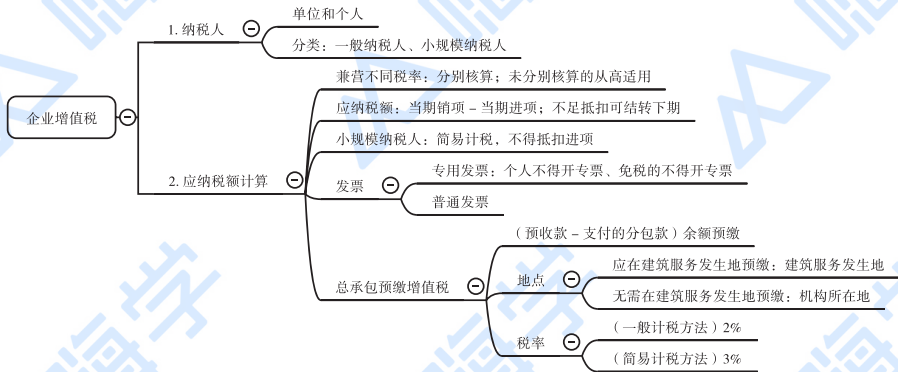 企业增值税
1. 纳税人
单位和个人
分类：一般纳税人、小规模纳税人
2. 应纳税额计算
兼营不同税率：分别核算；未分别核算的从高适用
应纳税额：当期销项－当期进项；不足抵扣可结转下期
小规模纳税人：简易计税，不得抵扣进项
发票
专用发票：个人不得开专票、免税的不得开专票
普通发票
总承包预缴增值税
（预收款－支付的分包款）余额预缴
地点
应在建筑服务发生地预缴：建筑服务发生地
无需在建筑服务发生地预缴：机构所在地
税率
（一般计税方法）2%
（简易计税方法）3%
嗨学
嗨学
嗨学